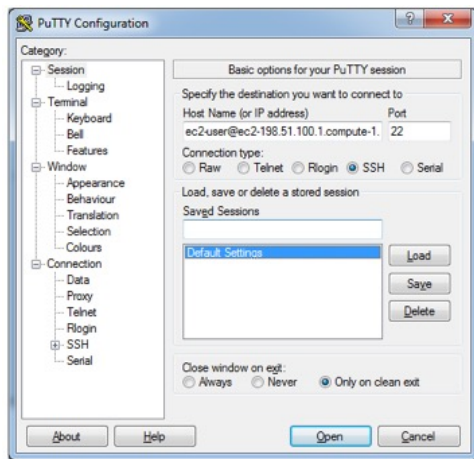 PuTTY Configuration
Category:
Session
Logging
Terminal
Keyboard
Bell
Features
Window
Appearance
Behaviour
Translation
Selection
Colours
Connection
Data
Proxy
Telnet
Rlogin
SSH
Serial
Basic options for your PuTTY session
Specify the destination you want to connect to
Host Name (or IP address) Port
ec2-user@ec2-198.51.100.1.compute-1. 22
Connection type:
Raw Telnet Rlogin SSH Serial
Load, save or delete a stored session
Saved Sessions
Default Settings
Load
Save
Delete
Close window on exit:
Always Never Only on clean exit
About Help Open Cancel